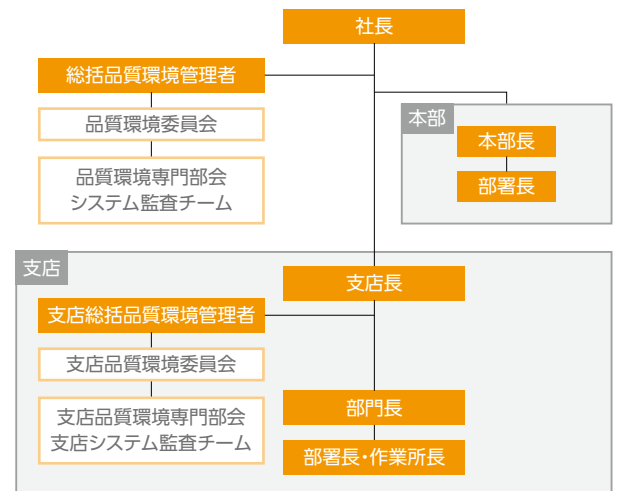 社長
総括品質環境管理者
品質環境委員会
品質環境専門部会
システム監査チーム
本部
本部長
部署長
支店
支店長
支店総括品質環境管理者
支店品質環境委員会
支店品質環境専門部会
支店システム監査チーム
部門長
部署長・作業所長